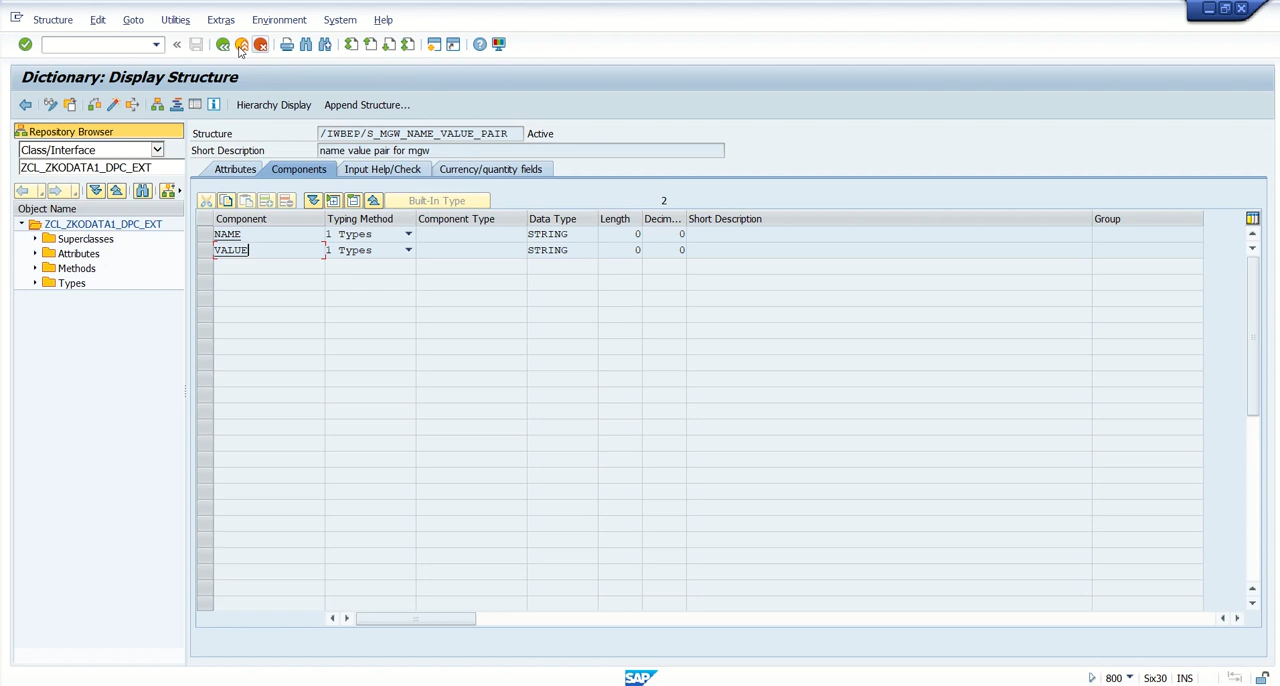 Structure Edit Goto Utilities Extras Environment System Help
Dictionary: Display Structure
Hierarchy Display Append Structure...
Repository Browser
Class/Interface
ZCL_ZKODATA1_DPC_EXT
Object Name
ZCL_ZKODATA1_DPC_EXT
Superclasses
Attributes
Methods
Types
Structure /IWBEP/S_MGW_NAME_VALUE_PAIR Active
Short Description name value pair for mgw
Attributes Components Input Help/Check Currency/quantity fields
Built-In Type 2
Component Typing Method Component Type Data Type Length Decim... Short Description Group
NAME 1 Types STRING 0 0
VALUE 1 Types STRING 0 0
SAP 800 Six30 INS